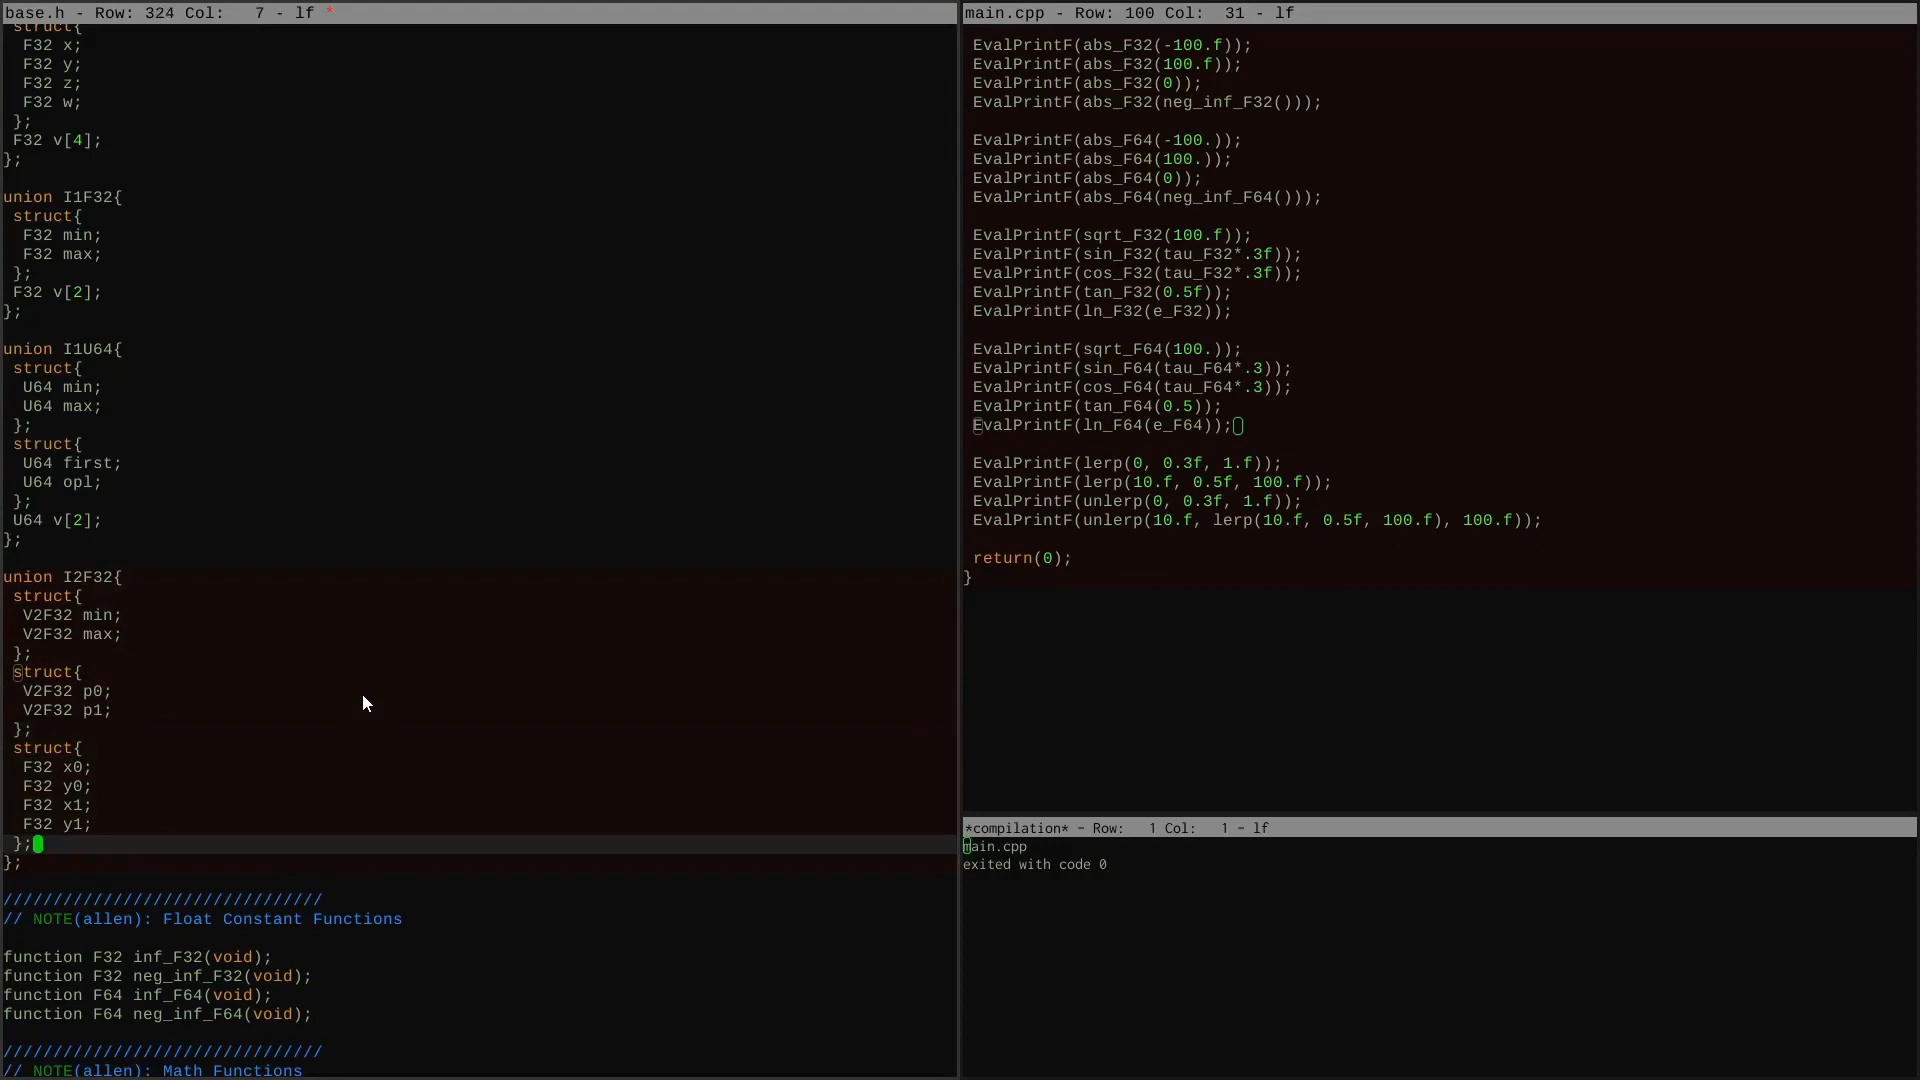 base.h - Row: 324 Col:   7 - lf *
struct{
F32 x;
F32 y;
F32 z;
F32 w;
};
F32 v[4];
};
union I1F32{
struct{
F32 min;
F32 max;
};
F32 v[2];
};
union I1U64{
struct{
U64 min;
U64 max;
};
struct{
U64 first;
U64 opl;
};
U64 v[2];
};
union I2F32{
struct{
V2F32 min;
V2F32 max;
};
struct{
V2F32 p0;
V2F32 p1;
};
struct{
F32 x0;
F32 y0;
F32 x1;
F32 y1;
};
};
////////////////////////////////
// NOTE(allen): Float Constant Functions
function F32 inf_F32(void);
function F32 neg_inf_F32(void);
function F64 inf_F64(void);
function F64 neg_inf_F64(void);
////////////////////////////////
// NOTE(allen): Math Functions
main.cpp - Row: 100 Col:  31 - lf
EvalPrintF(abs_F32(-100.f));
EvalPrintF(abs_F32(100.f));
EvalPrintF(abs_F32(0));
EvalPrintF(abs_F32(neg_inf_F32()));
EvalPrintF(abs_F64(-100.));
EvalPrintF(abs_F64(100.));
EvalPrintF(abs_F64(0));
EvalPrintF(abs_F64(neg_inf_F64()));
EvalPrintF(sqrt_F32(100.f));
EvalPrintF(sin_F32(tau_F32*.3f));
EvalPrintF(cos_F32(tau_F32*.3f));
EvalPrintF(tan_F32(0.5f));
EvalPrintF(ln_F32(e_F32));
EvalPrintF(sqrt_F64(100.));
EvalPrintF(sin_F64(tau_F64*.3));
EvalPrintF(cos_F64(tau_F64*.3));
EvalPrintF(tan_F64(0.5));
EvalPrintF(ln_F64(e_F64));
EvalPrintF(lerp(0, 0.3f, 1.f));
EvalPrintF(lerp(10.f, 0.5f, 100.f));
EvalPrintF(unlerp(0, 0.3f, 1.f));
EvalPrintF(unlerp(10.f, lerp(10.f, 0.5f, 100.f), 100.f));
return(0);
}
*compilation* - Row:   1 Col:   1 - lf
main.cpp
exited with code 0